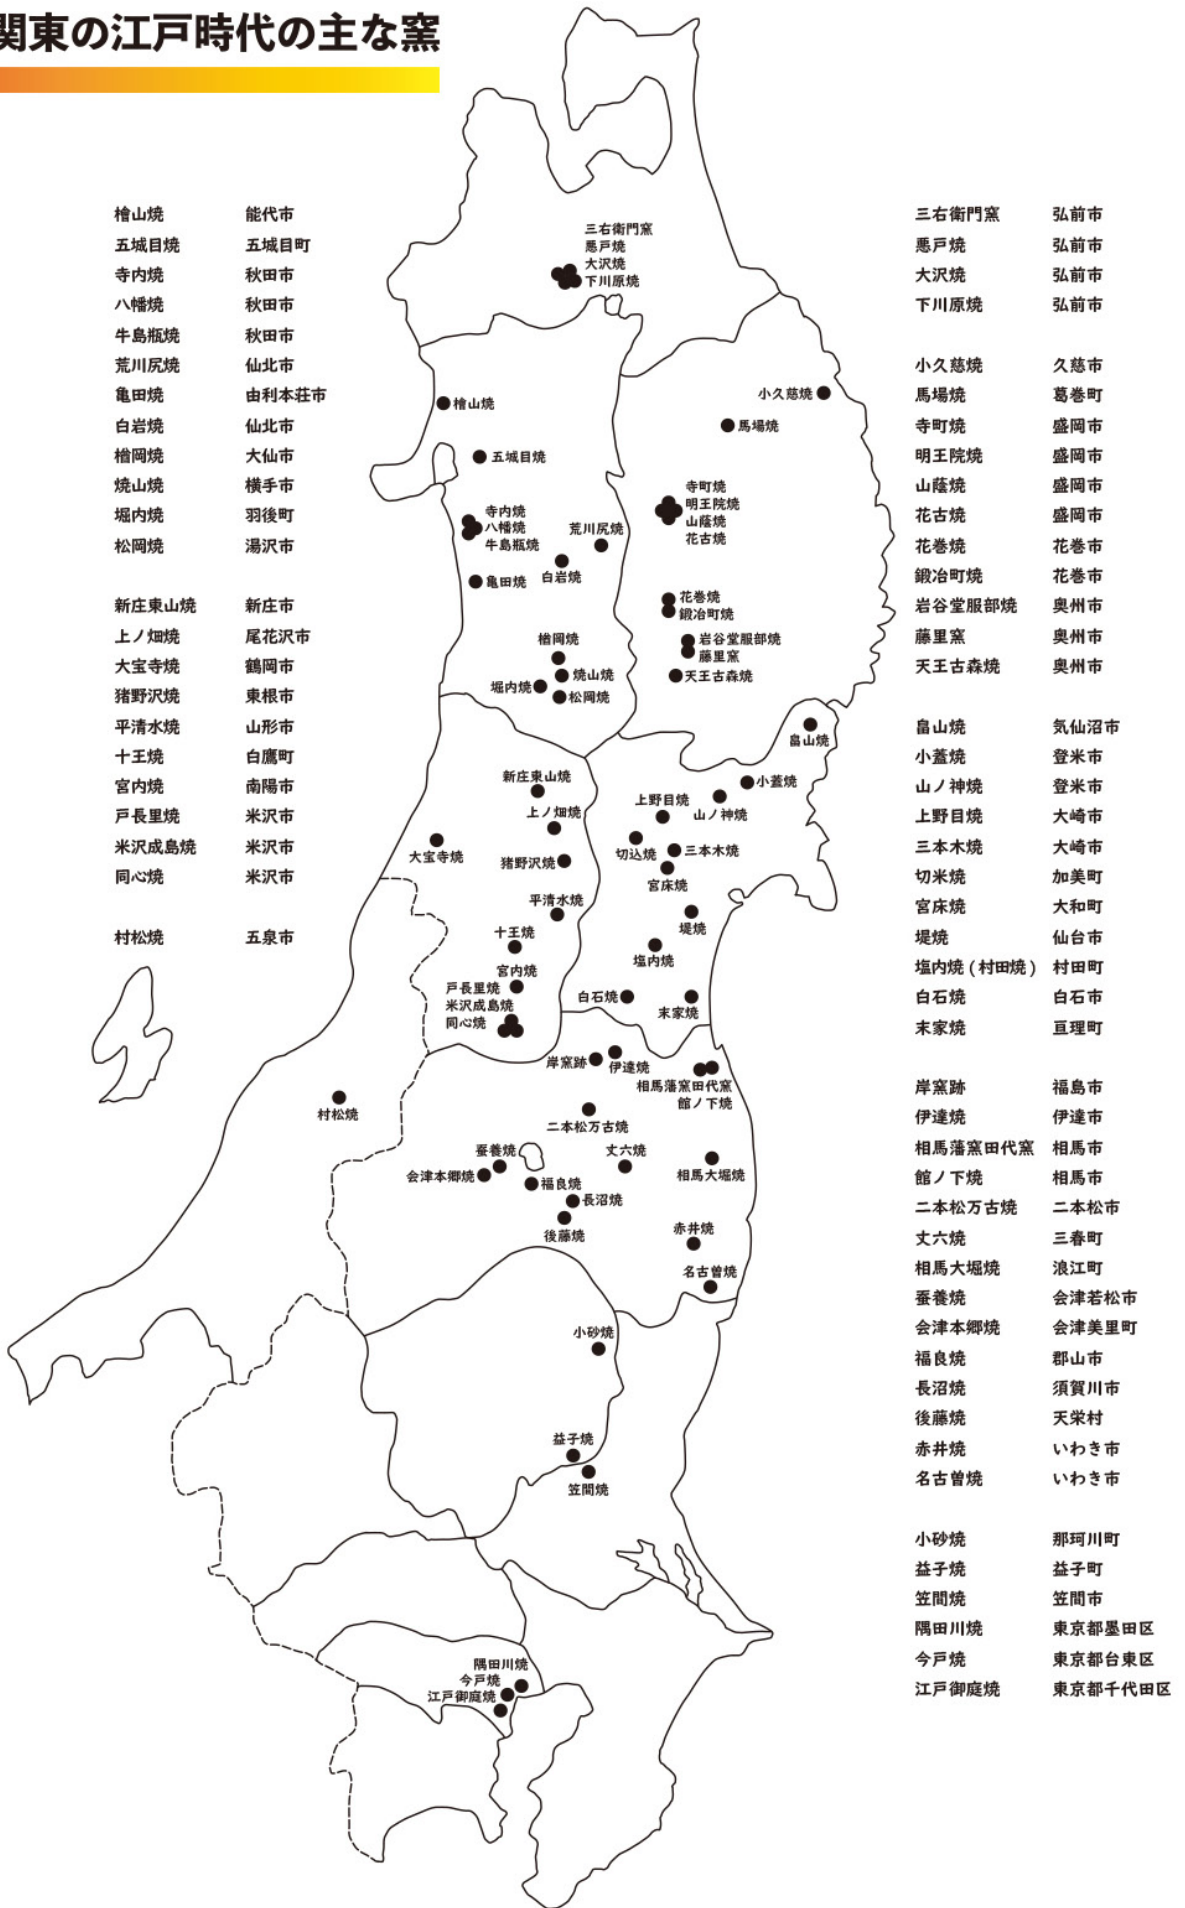 関東の江戸時代の主な窯
檜山焼 能代市
五城目焼 五城目町
寺内焼 秋田市
八幡焼 秋田市
牛島瓶焼 秋田市
荒川尻焼 仙北市
亀田焼 由利本荘市
白岩焼 仙北市
楢岡焼 大仙市
焼山焼 横手市
堀内焼 羽後町
松岡焼 湯沢市
新庄東山焼 新庄市
上ノ畑焼 尾花沢市
大宝寺焼 鶴岡市
猪野沢焼 東根市
平清水焼 山形市
十王焼 白鷹町
宮内焼 南陽市
戸長里焼 米沢市
米沢成島焼 米沢市
同心焼 米沢市
村松焼 五泉市
三右衛門窯
悪戸焼
大沢焼
下川原焼
檜山焼
小久慈焼
馬場焼
五城目焼
寺内焼
八幡焼
牛島瓶焼
荒川尻焼
白岩焼
亀田焼
寺町焼
明王院焼
山蔭焼
花古焼
花巻焼
鍛冶町焼
岩谷堂服部焼
藤里窯
天王古森焼
楢岡焼
焼山焼
堀内焼
松岡焼
畠山焼
小蓋焼
山ノ神焼
上野目焼
切込焼
三本木焼
宮床焼
堤焼
塩内焼
白石焼
末家焼
新庄東山焼
上ノ畑焼
大宝寺焼
猪野沢焼
平清水焼
十王焼
宮内焼
戸長里焼
米沢成島焼
同心焼
村松焼
岸窯跡
伊達焼
相馬藩窯田代窯
館ノ下焼
二本松万古焼
蚕養焼
会津本郷焼
丈六焼
相馬大堀焼
福良焼
長沼焼
後藤焼
赤井焼
名古曽焼
小砂焼
益子焼
笠間焼
隅田川焼
今戸焼
江戸御庭焼
三右衛門窯 弘前市
悪戸焼 弘前市
大沢焼 弘前市
下川原焼 弘前市
小久慈焼 久慈市
馬場焼 葛巻町
寺町焼 盛岡市
明王院焼 盛岡市
山蔭焼 盛岡市
花古焼 盛岡市
花巻焼 花巻市
鍛冶町焼 花巻市
岩谷堂服部焼 奥州市
藤里窯 奥州市
天王古森焼 奥州市
畠山焼 気仙沼市
小蓋焼 登米市
山ノ神焼 登米市
上野目焼 大崎市
三本木焼 大崎市
切米焼 加美町
宮床焼 大和町
堤焼 仙台市
塩内焼 ( 村田焼 ) 村田町
白石焼 白石市
末家焼 亘理町
岸窯跡 福島市
伊達焼 伊達市
相馬藩窯田代窯 相馬市
館ノ下焼 相馬市
二本松万古焼 二本松市
丈六焼 三春町
相馬大堀焼 浪江町
蚕養焼 会津若松市
会津本郷焼 会津美里町
福良焼 郡山市
長沼焼 須賀川市
後藤焼 天栄村
赤井焼 いわき市
名古曽焼 いわき市
小砂焼 那珂川町
益子焼 益子町
笠間焼 笠間市
隅田川焼 東京都墨田区
今戸焼 東京都台東区
江戸御庭焼 東京都千代田区